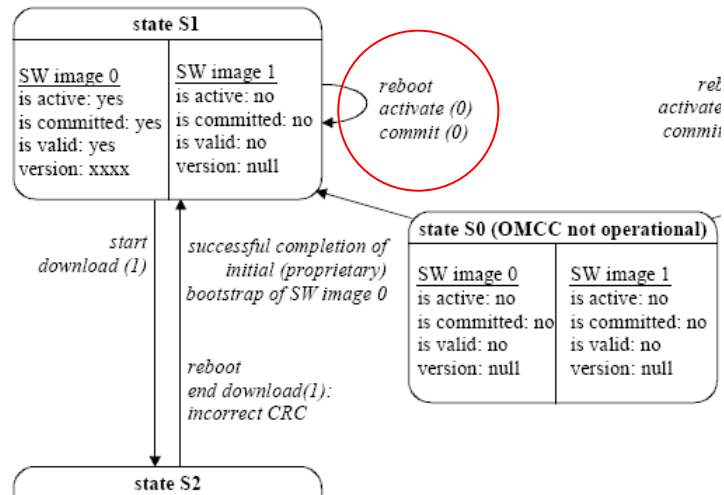 state S1
SW image 0
is active: yes
is committed: yes
is valid: yes
version: xxxx
SW image 1
is active: no
is committed: no
is valid: no
version: null
reboot
activate (0)
commit (0)
reb
activate
commit
start
download (1)
successful completion of
initial (proprietary)
bootstrap of SW image 0
state S0 (OMCC not operational)
SW image 0
is active: no
is committed: no
is valid: no
version: null
SW image 1
is active: no
is committed: no
is valid: no
version: null
reboot
end download(1):
incorrect CRC
state S2